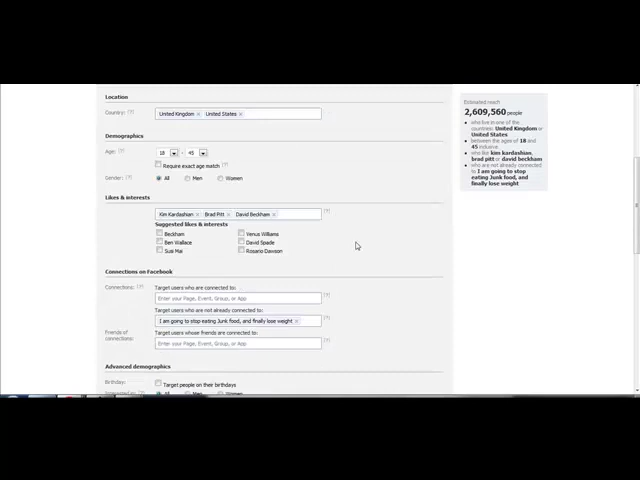 Location
Country: [?]
United Kingdom × United States ×
Demographics
Age: [?]
18 - 45
Require exact age match [?]
Gender: [?]
All Men Women
Likes & interests
Kim Kardashian × Brad Pitt × David Beckham × [?]
Suggested likes & interests
Beckham Venus Williams
Ben Wallace David Spade
Susi Mai Rosario Dawson
Connections on Facebook
Connections: [?]
Target users who are connected to:
Enter your Page, Event, Group, or App [?]
Target users who are not already connected to:
I am going to stop eating Junk food, and finally lose weight × [?]
Friends of connections:
Target users whose friends are connected to:
Enter your Page, Event, Group, or App [?]
Advanced demographics
Birthday:
Target people on their birthdays
All Men Women
Estimated reach
2,609,560 people
who live in one of the
countries: United Kingdom or
United States
between the ages of 18 and
45 inclusive
who like kim kardashian,
brad pitt or david beckham
who are not already connected
to I am going to stop
eating Junk food, and
finally lose weight